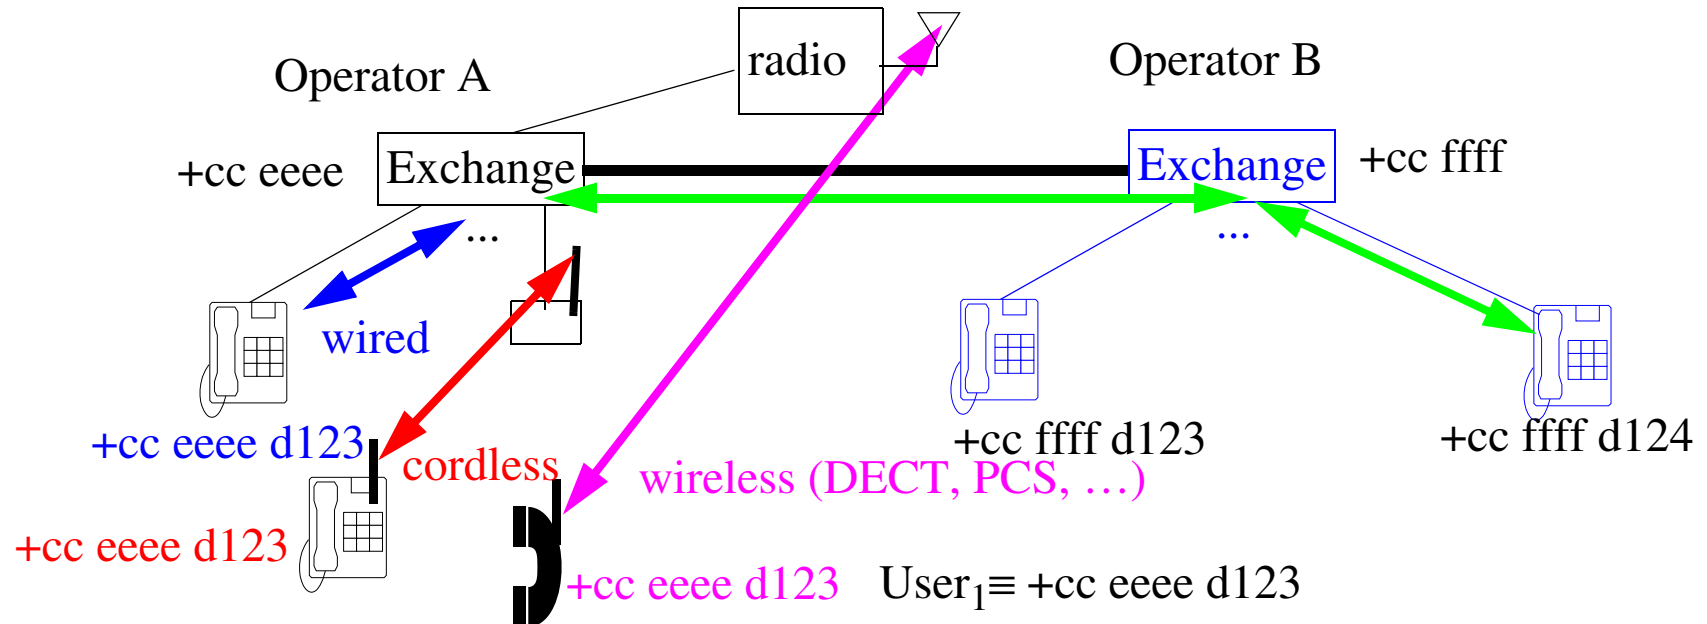 radio
Operator A
Operator B
+cc eeee
Exchange
Exchange
+cc ffff
...
...
wired
+cc eeee d123
cordless
+cc ffff d123
+cc ffff d124
wireless (DECT, PCS, …)
+cc eeee d123
+cc eeee d123
User₁≡ +cc eeee d123